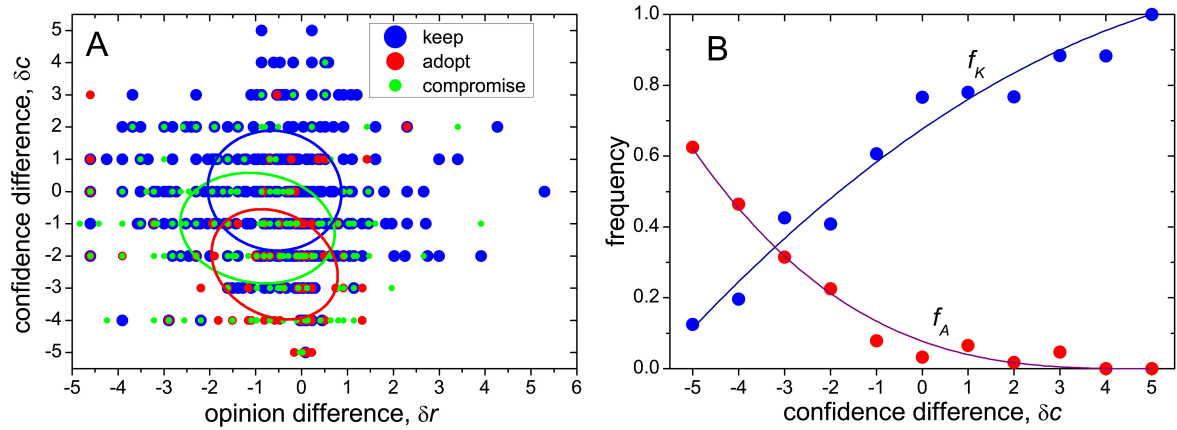 A
keep
adopt
compromise
5
4
3
2
1
0
-1
-2
-3
-4
-5
confidence difference, δc
-5 -4 -3 -2 -1 0 1 2 3 4 5 6
opinion difference, δr
B
f_K
f_A
1.0
0.8
0.6
0.4
0.2
0.0
frequency
-5 -4 -3 -2 -1 0 1 2 3 4 5
confidence difference, δc